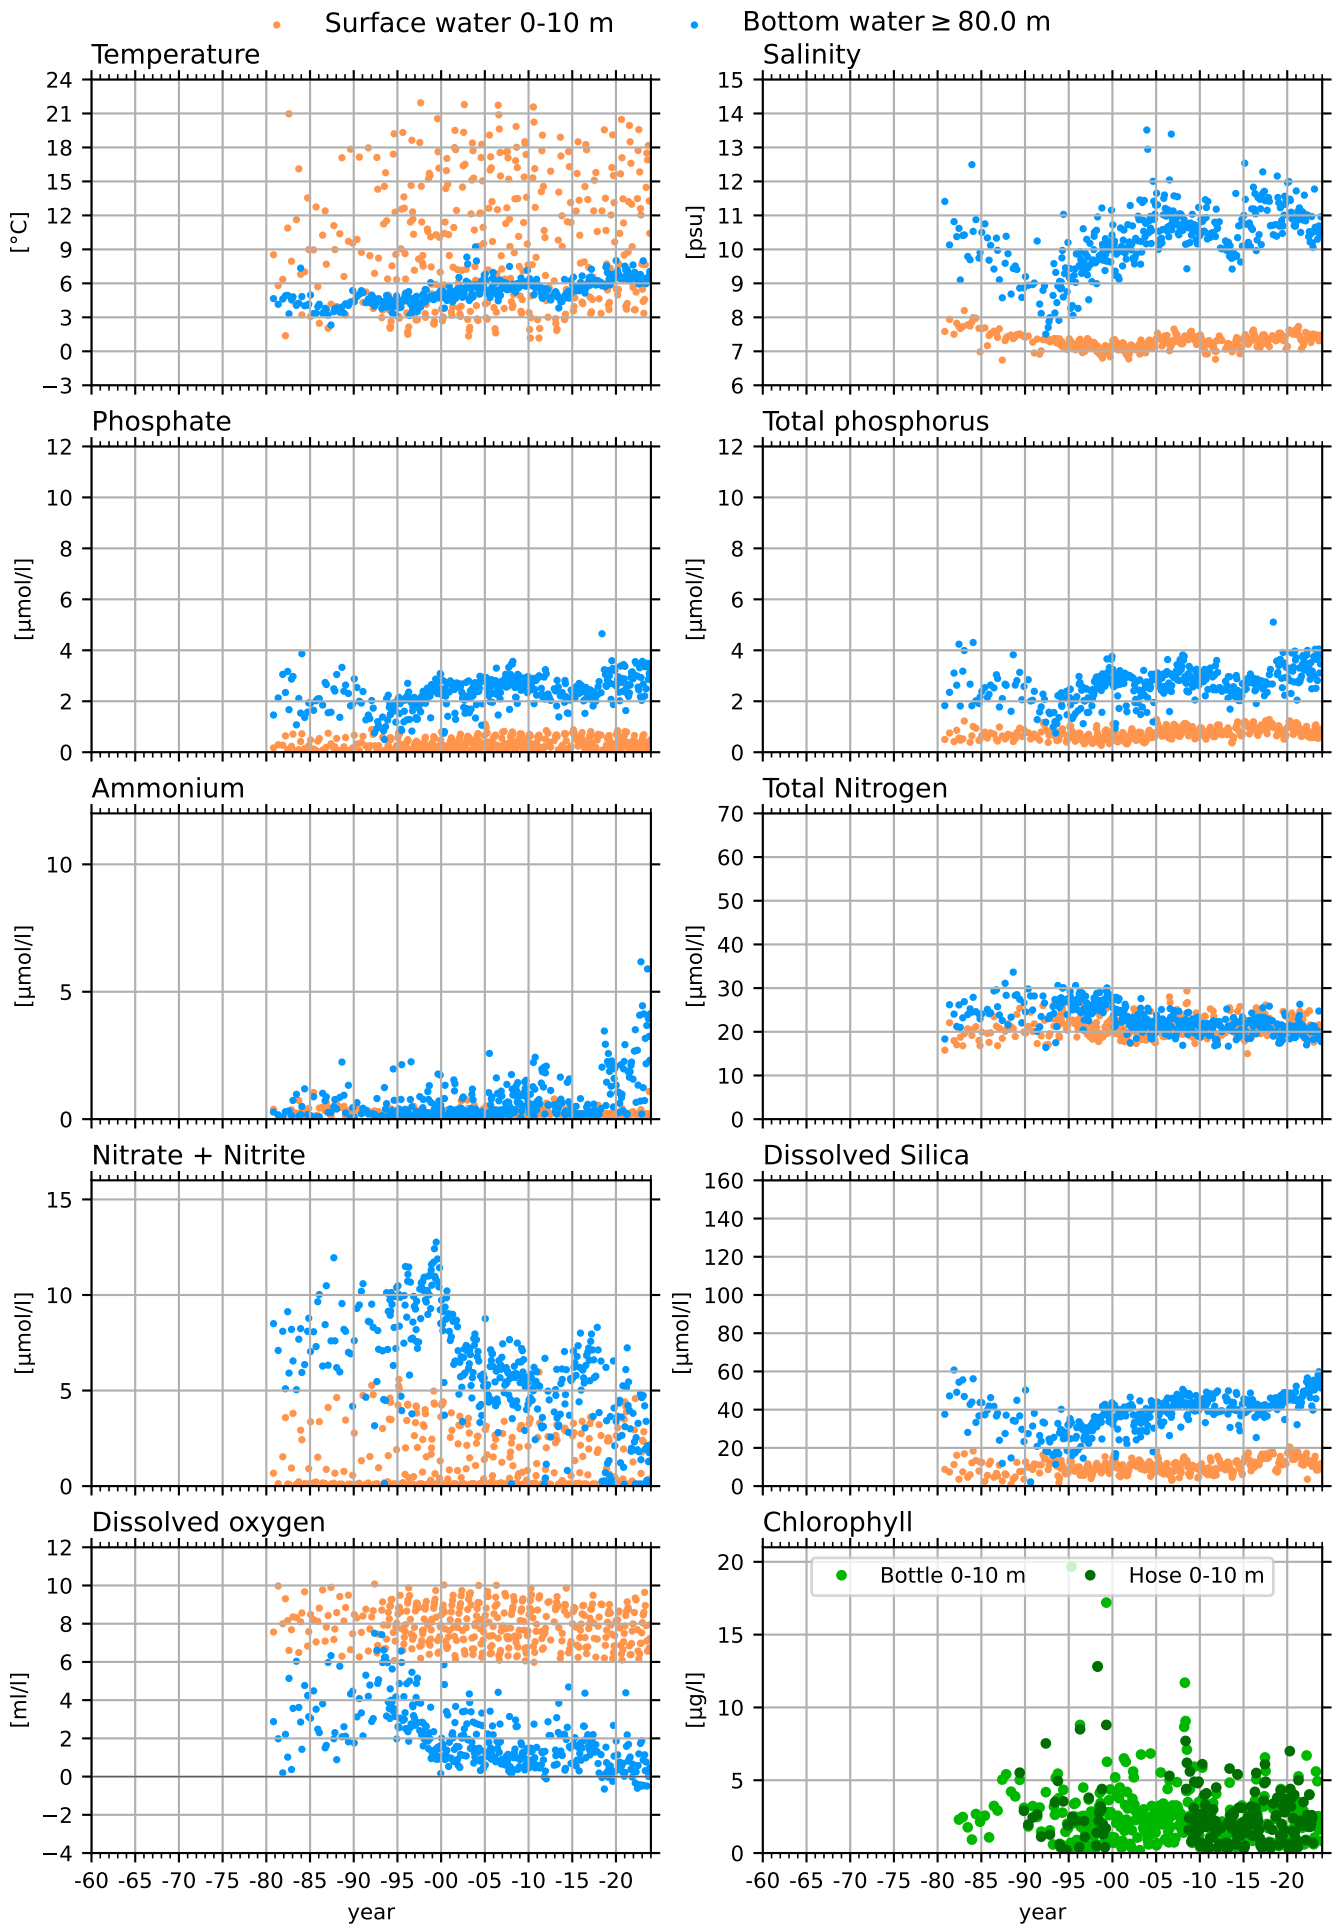 Surface water 0-10 m Bottom water ≥ 80.0 m
Temperature
24
21
18
15
12
9
6
3
0
−3
[°C]
Salinity
15
14
13
12
11
10
9
8
7
6
[psu]
Phosphate
12
10
8
6
4
2
0
[µmol/l]
Total phosphorus
12
10
8
6
4
2
0
[µmol/l]
Ammonium
10
5
0
[µmol/l]
Total Nitrogen
70
60
50
40
30
20
10
0
[µmol/l]
Nitrate + Nitrite
15
10
5
0
[µmol/l]
Dissolved Silica
160
140
120
100
80
60
40
20
0
[µmol/l]
Dissolved oxygen
12
10
8
6
4
2
0
−2
−4
[ml/l]
-60 -65 -70 -75 -80 -85 -90 -95 -00 -05 -10 -15 -20
year
Chlorophyll
Bottle 0-10 m Hose 0-10 m
20
15
10
5
0
[µg/l]
-60 -65 -70 -75 -80 -85 -90 -95 -00 -05 -10 -15 -20
year